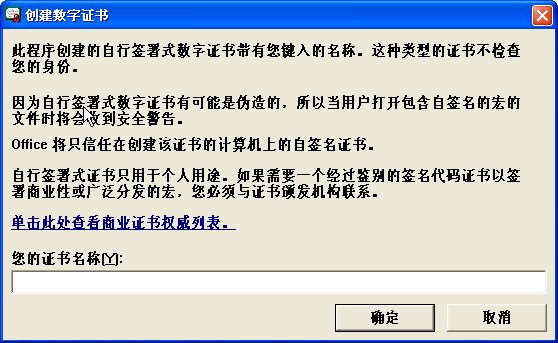 创建数字证书
此程序创建的自行签署式数字证书带有您键入的名称。这种类型的证书不检查
您的身份。
因为自行签署式数字证书有可能是伪造的，所以当用户打开包含自签名的宏的
文件时将会收到安全警告。
Office 将只信任在创建该证书的计算机上的自签名证书。
自行签署式证书只用于个人用途。如果需要一个经过鉴别的签名代码证书以签
署商业性或广泛分发的宏，您必须与证书颁发机构联系。
单击此处查看商业证书权威列表。
您的证书名称(Y):
确定
取消